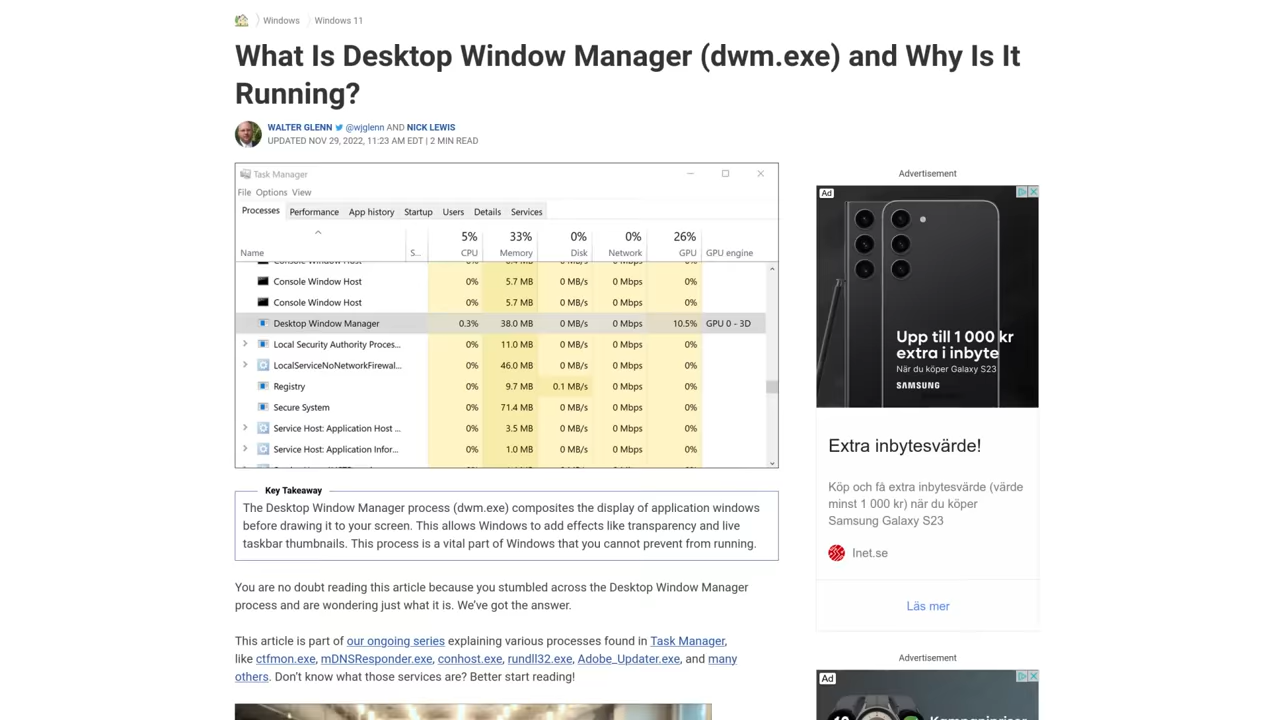 Windows Windows 11
What Is Desktop Window Manager (dwm.exe) and Why Is It
Running?
WALTER GLENN @wjglenn AND NICK LEWIS
UPDATED NOV 29, 2022, 11:23 AM EDT | 2 MIN READ
Task Manager
File Options View
Processes Performance App history Startup Users Details Services
5% 33% 0% 0% 26%
Name S... CPU Memory Disk Network GPU GPU engine
Console Window Host 0% 5.7 MB 0 MB/s 0 Mbps 0%
Console Window Host 0% 5.7 MB 0 MB/s 0 Mbps 0%
Desktop Window Manager 0.3% 38.0 MB 0 MB/s 0 Mbps 10.5% GPU 0 - 3D
Local Security Authority Proces... 0% 11.0 MB 0 MB/s 0 Mbps 0%
LocalServiceNoNetworkFirewal... 0% 46.0 MB 0 MB/s 0 Mbps 0%
Registry 0% 9.7 MB 0.1 MB/s 0 Mbps 0%
Secure System 0% 71.4 MB 0 MB/s 0 Mbps 0%
Service Host: Application Host ... 0% 3.5 MB 0 MB/s 0 Mbps 0%
Service Host: Application Infor... 0% 1.0 MB 0 MB/s 0 Mbps 0%
Key Takeaway
The Desktop Window Manager process (dwm.exe) composites the display of application windows
before drawing it to your screen. This allows Windows to add effects like transparency and live
taskbar thumbnails. This process is a vital part of Windows that you cannot prevent from running.
You are no doubt reading this article because you stumbled across the Desktop Window Manager
process and are wondering just what it is. We've got the answer.
This article is part of our ongoing series explaining various processes found in Task Manager,
like ctfmon.exe, mDNSResponder.exe, conhost.exe, rundll32.exe, Adobe_Updater.exe, and many
others. Don't know what those services are? Better start reading!
Advertisement
Ad
Upp till 1 000 kr
extra i inbyte
När du köper Galaxy S23
SAMSUNG
Extra inbytesvärde!
Köp och få extra inbytesvärde (värde
minst 1 000 kr) när du köper
Samsung Galaxy S23
Inet.se
Läs mer
Advertisement
Ad